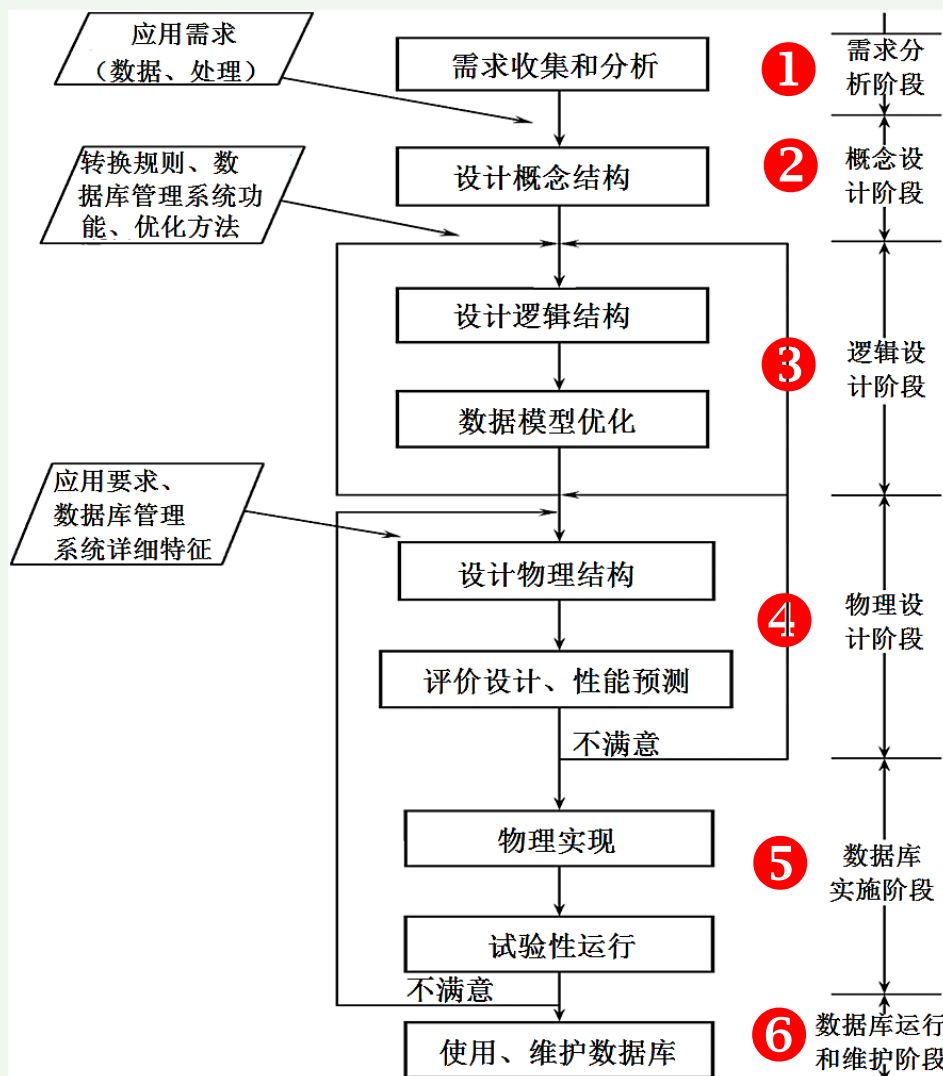 应用需求
（数据、处理）
需求收集和分析
❶
需求分
析阶段
转换规则、数
据库管理系统功
能、优化方法
设计概念结构
❷
概念设
计阶段
设计逻辑结构
❸
逻辑设
计阶段
数据模型优化
应用要求、
数据库管理
系统详细特征
设计物理结构
❹
物理设
计阶段
评价设计、性能预测
不满意
物理实现
❺
数据库
实施阶段
试验性运行
不满意
使用、维护数据库
❻
数据库运行
和维护阶段